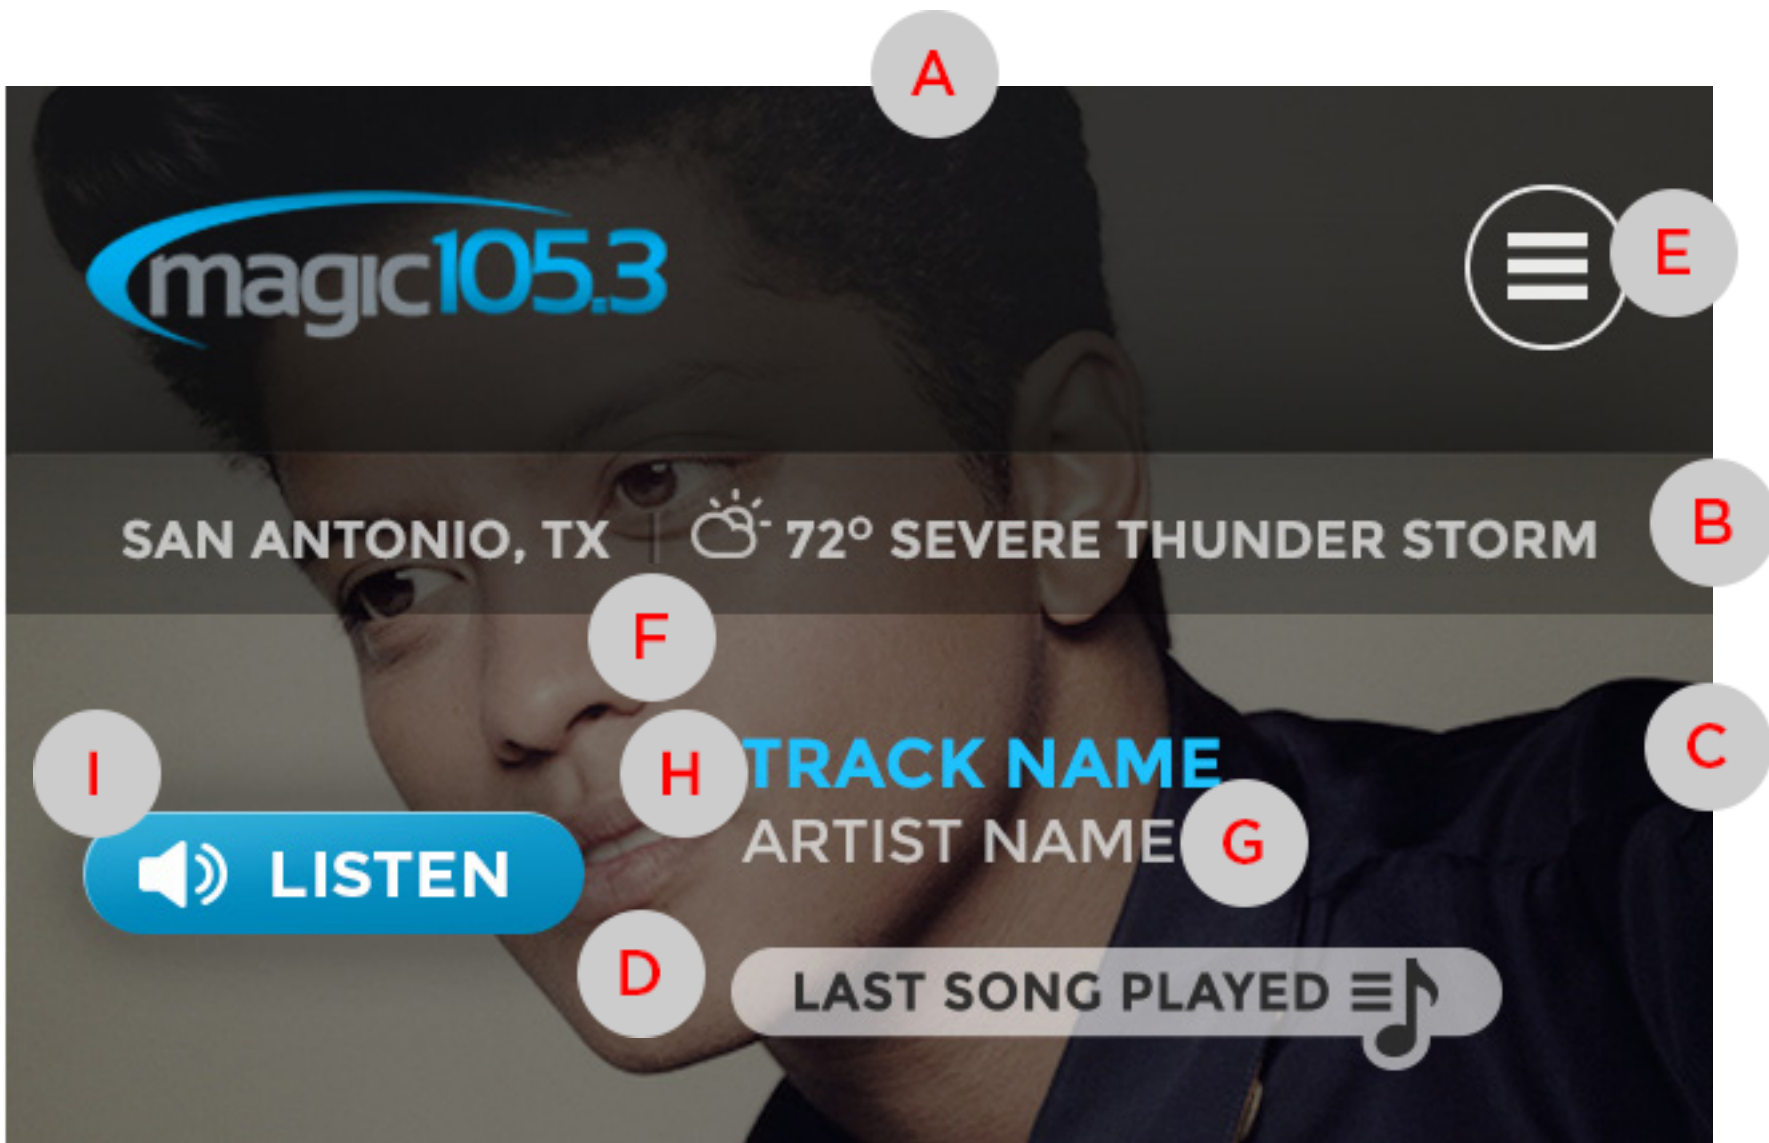 A
magic105.3
E
SAN ANTONIO, TX | 72° SEVERE THUNDER STORM
B
F
I
H
TRACK NAME
C
ARTIST NAME
G
LISTEN
D
LAST SONG PLAYED